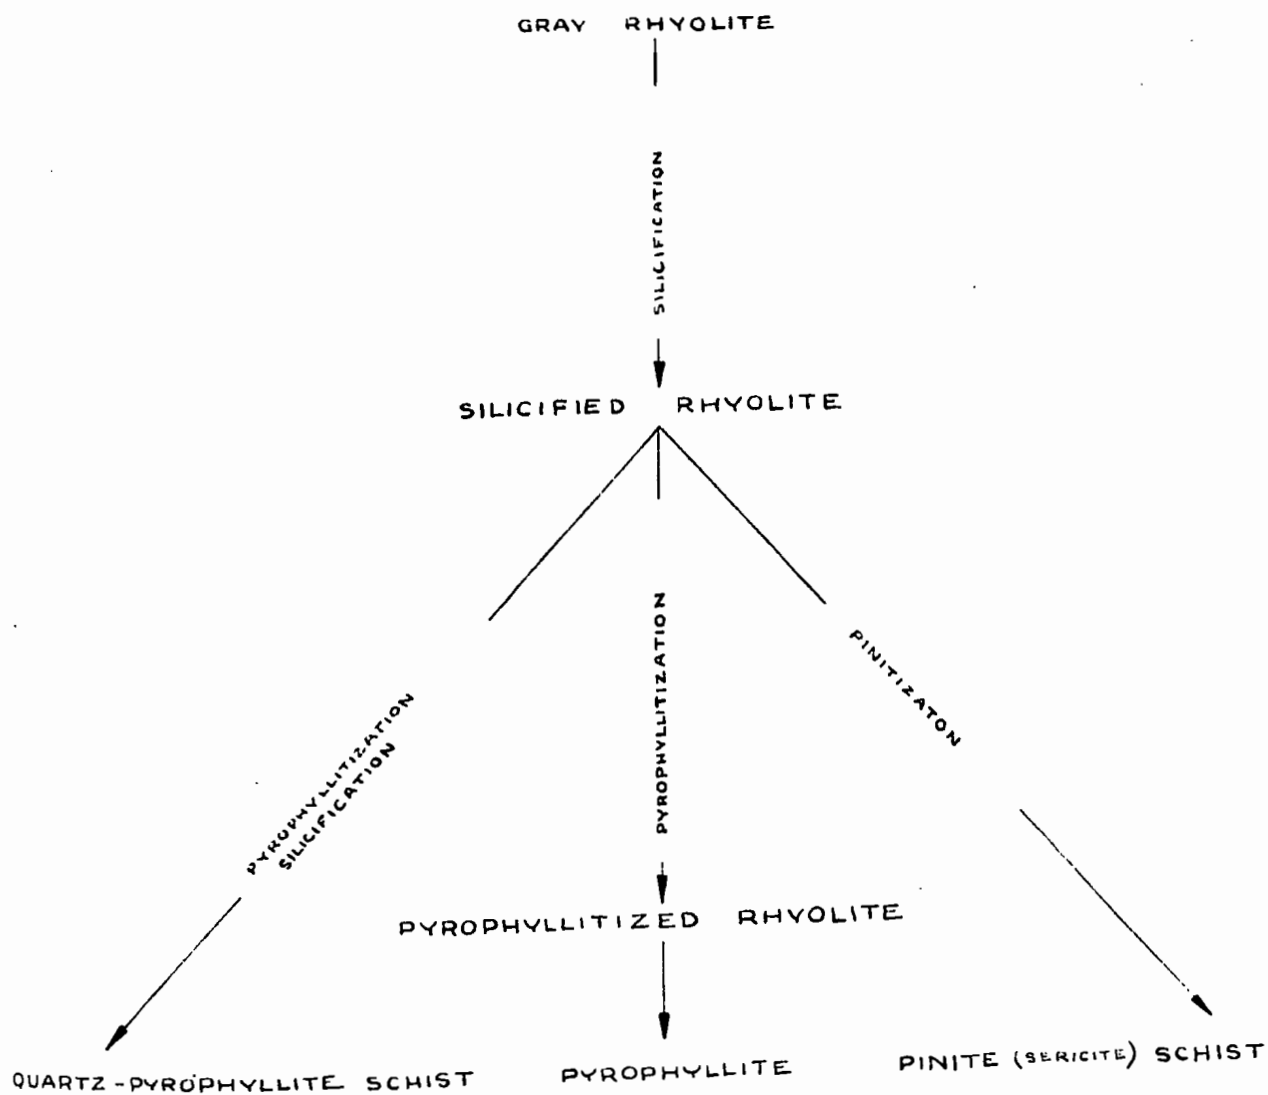 GRAY RHYOLITE
SILICIFICATION
SILICIFIED RHYOLITE
PYROPHYLLITIZATION
SILICIFICATION
PYROPHYLLITIZATION
PINITIZATON
PYROPHYLLITIZED RHYOLITE
QUARTZ-PYROPHYLLITE SCHIST
PYROPHYLLITE
PINITE (SERICITE) SCHIST